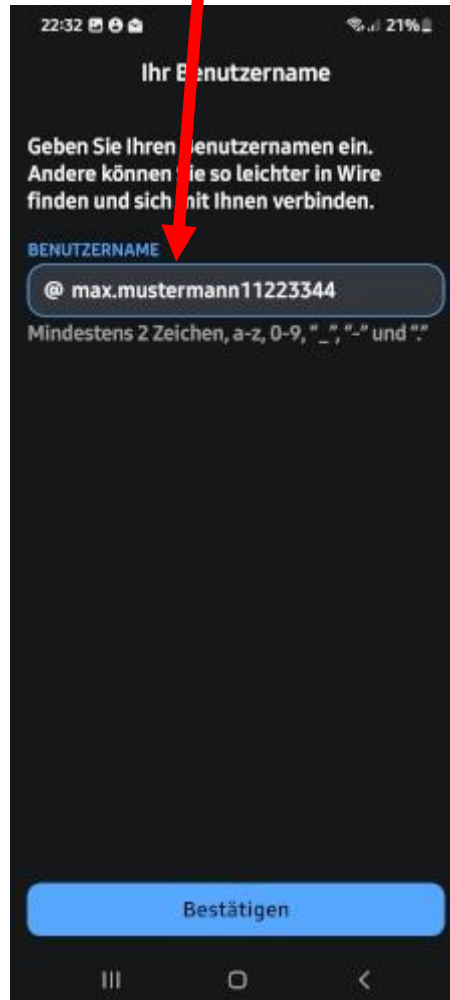 22:32 21%
Ihr Benutzername
Geben Sie Ihren Benutzernamen ein.
Andere können Sie so leichter in Wire
finden und sich mit Ihnen verbinden.
BENUTZERNAME
@ max.mustermann11223344
Mindestens 2 Zeichen, a-z, 0-9, "_", "-" und "."
Bestätigen